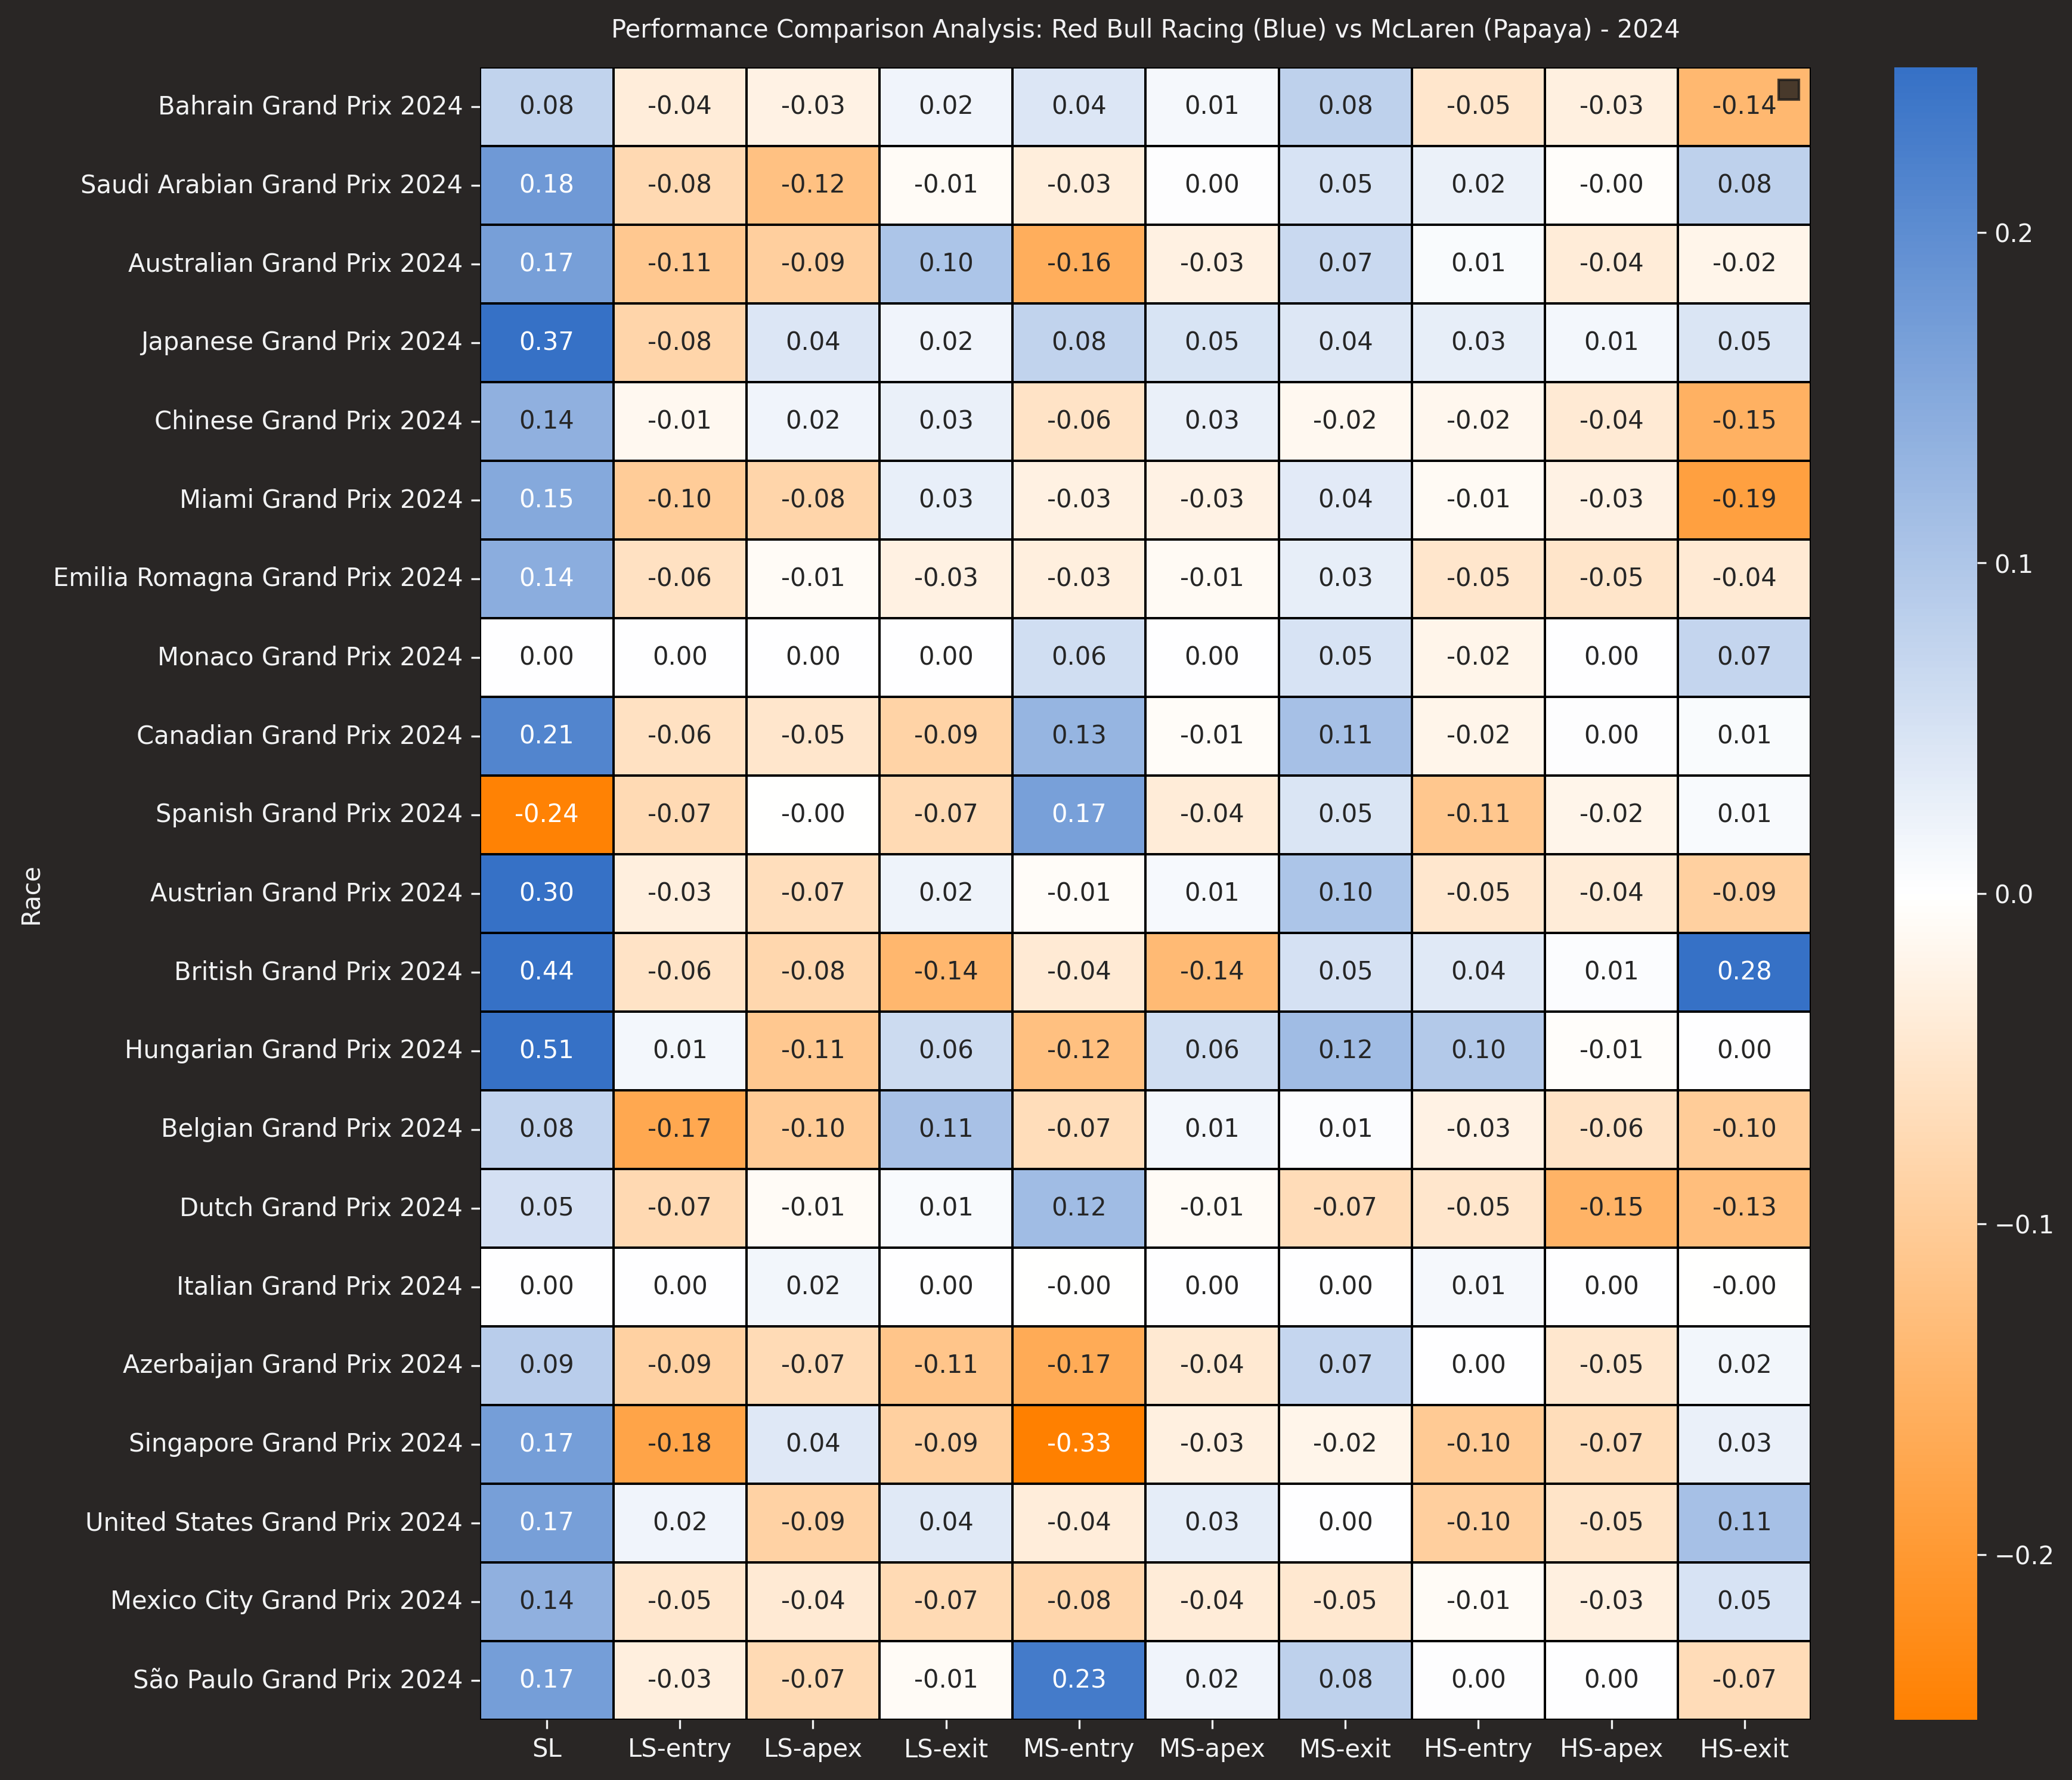 Performance Comparison Analysis: Red Bull Racing (Blue) vs McLaren (Papaya) - 2024
Race
Bahrain Grand Prix 2024 0.08 -0.04 -0.03 0.02 0.04 0.01 0.08 -0.05 -0.03 -0.14
Saudi Arabian Grand Prix 2024 0.18 -0.08 -0.12 -0.01 -0.03 0.00 0.05 0.02 -0.00 0.08
Australian Grand Prix 2024 0.17 -0.11 -0.09 0.10 -0.16 -0.03 0.07 0.01 -0.04 -0.02
Japanese Grand Prix 2024 0.37 -0.08 0.04 0.02 0.08 0.05 0.04 0.03 0.01 0.05
Chinese Grand Prix 2024 0.14 -0.01 0.02 0.03 -0.06 0.03 -0.02 -0.02 -0.04 -0.15
Miami Grand Prix 2024 0.15 -0.10 -0.08 0.03 -0.03 -0.03 0.04 -0.01 -0.03 -0.19
Emilia Romagna Grand Prix 2024 0.14 -0.06 -0.01 -0.03 -0.03 -0.01 0.03 -0.05 -0.05 -0.04
Monaco Grand Prix 2024 0.00 0.00 0.00 0.00 0.06 0.00 0.05 -0.02 0.00 0.07
Canadian Grand Prix 2024 0.21 -0.06 -0.05 -0.09 0.13 -0.01 0.11 -0.02 0.00 0.01
Spanish Grand Prix 2024 -0.24 -0.07 -0.00 -0.07 0.17 -0.04 0.05 -0.11 -0.02 0.01
Austrian Grand Prix 2024 0.30 -0.03 -0.07 0.02 -0.01 0.01 0.10 -0.05 -0.04 -0.09
British Grand Prix 2024 0.44 -0.06 -0.08 -0.14 -0.04 -0.14 0.05 0.04 0.01 0.28
Hungarian Grand Prix 2024 0.51 0.01 -0.11 0.06 -0.12 0.06 0.12 0.10 -0.01 0.00
Belgian Grand Prix 2024 0.08 -0.17 -0.10 0.11 -0.07 0.01 0.01 -0.03 -0.06 -0.10
Dutch Grand Prix 2024 0.05 -0.07 -0.01 0.01 0.12 -0.01 -0.07 -0.05 -0.15 -0.13
Italian Grand Prix 2024 0.00 0.00 0.02 0.00 -0.00 0.00 0.00 0.01 0.00 -0.00
Azerbaijan Grand Prix 2024 0.09 -0.09 -0.07 -0.11 -0.17 -0.04 0.07 0.00 -0.05 0.02
Singapore Grand Prix 2024 0.17 -0.18 0.04 -0.09 -0.33 -0.03 -0.02 -0.10 -0.07 0.03
United States Grand Prix 2024 0.17 0.02 -0.09 0.04 -0.04 0.03 0.00 -0.10 -0.05 0.11
Mexico City Grand Prix 2024 0.14 -0.05 -0.04 -0.07 -0.08 -0.04 -0.05 -0.01 -0.03 0.05
São Paulo Grand Prix 2024 0.17 -0.03 -0.07 -0.01 0.23 0.02 0.08 0.00 0.00 -0.07
SL LS-entry LS-apex LS-exit MS-entry MS-apex MS-exit HS-entry HS-apex HS-exit
0.2
0.1
0.0
−0.1
−0.2